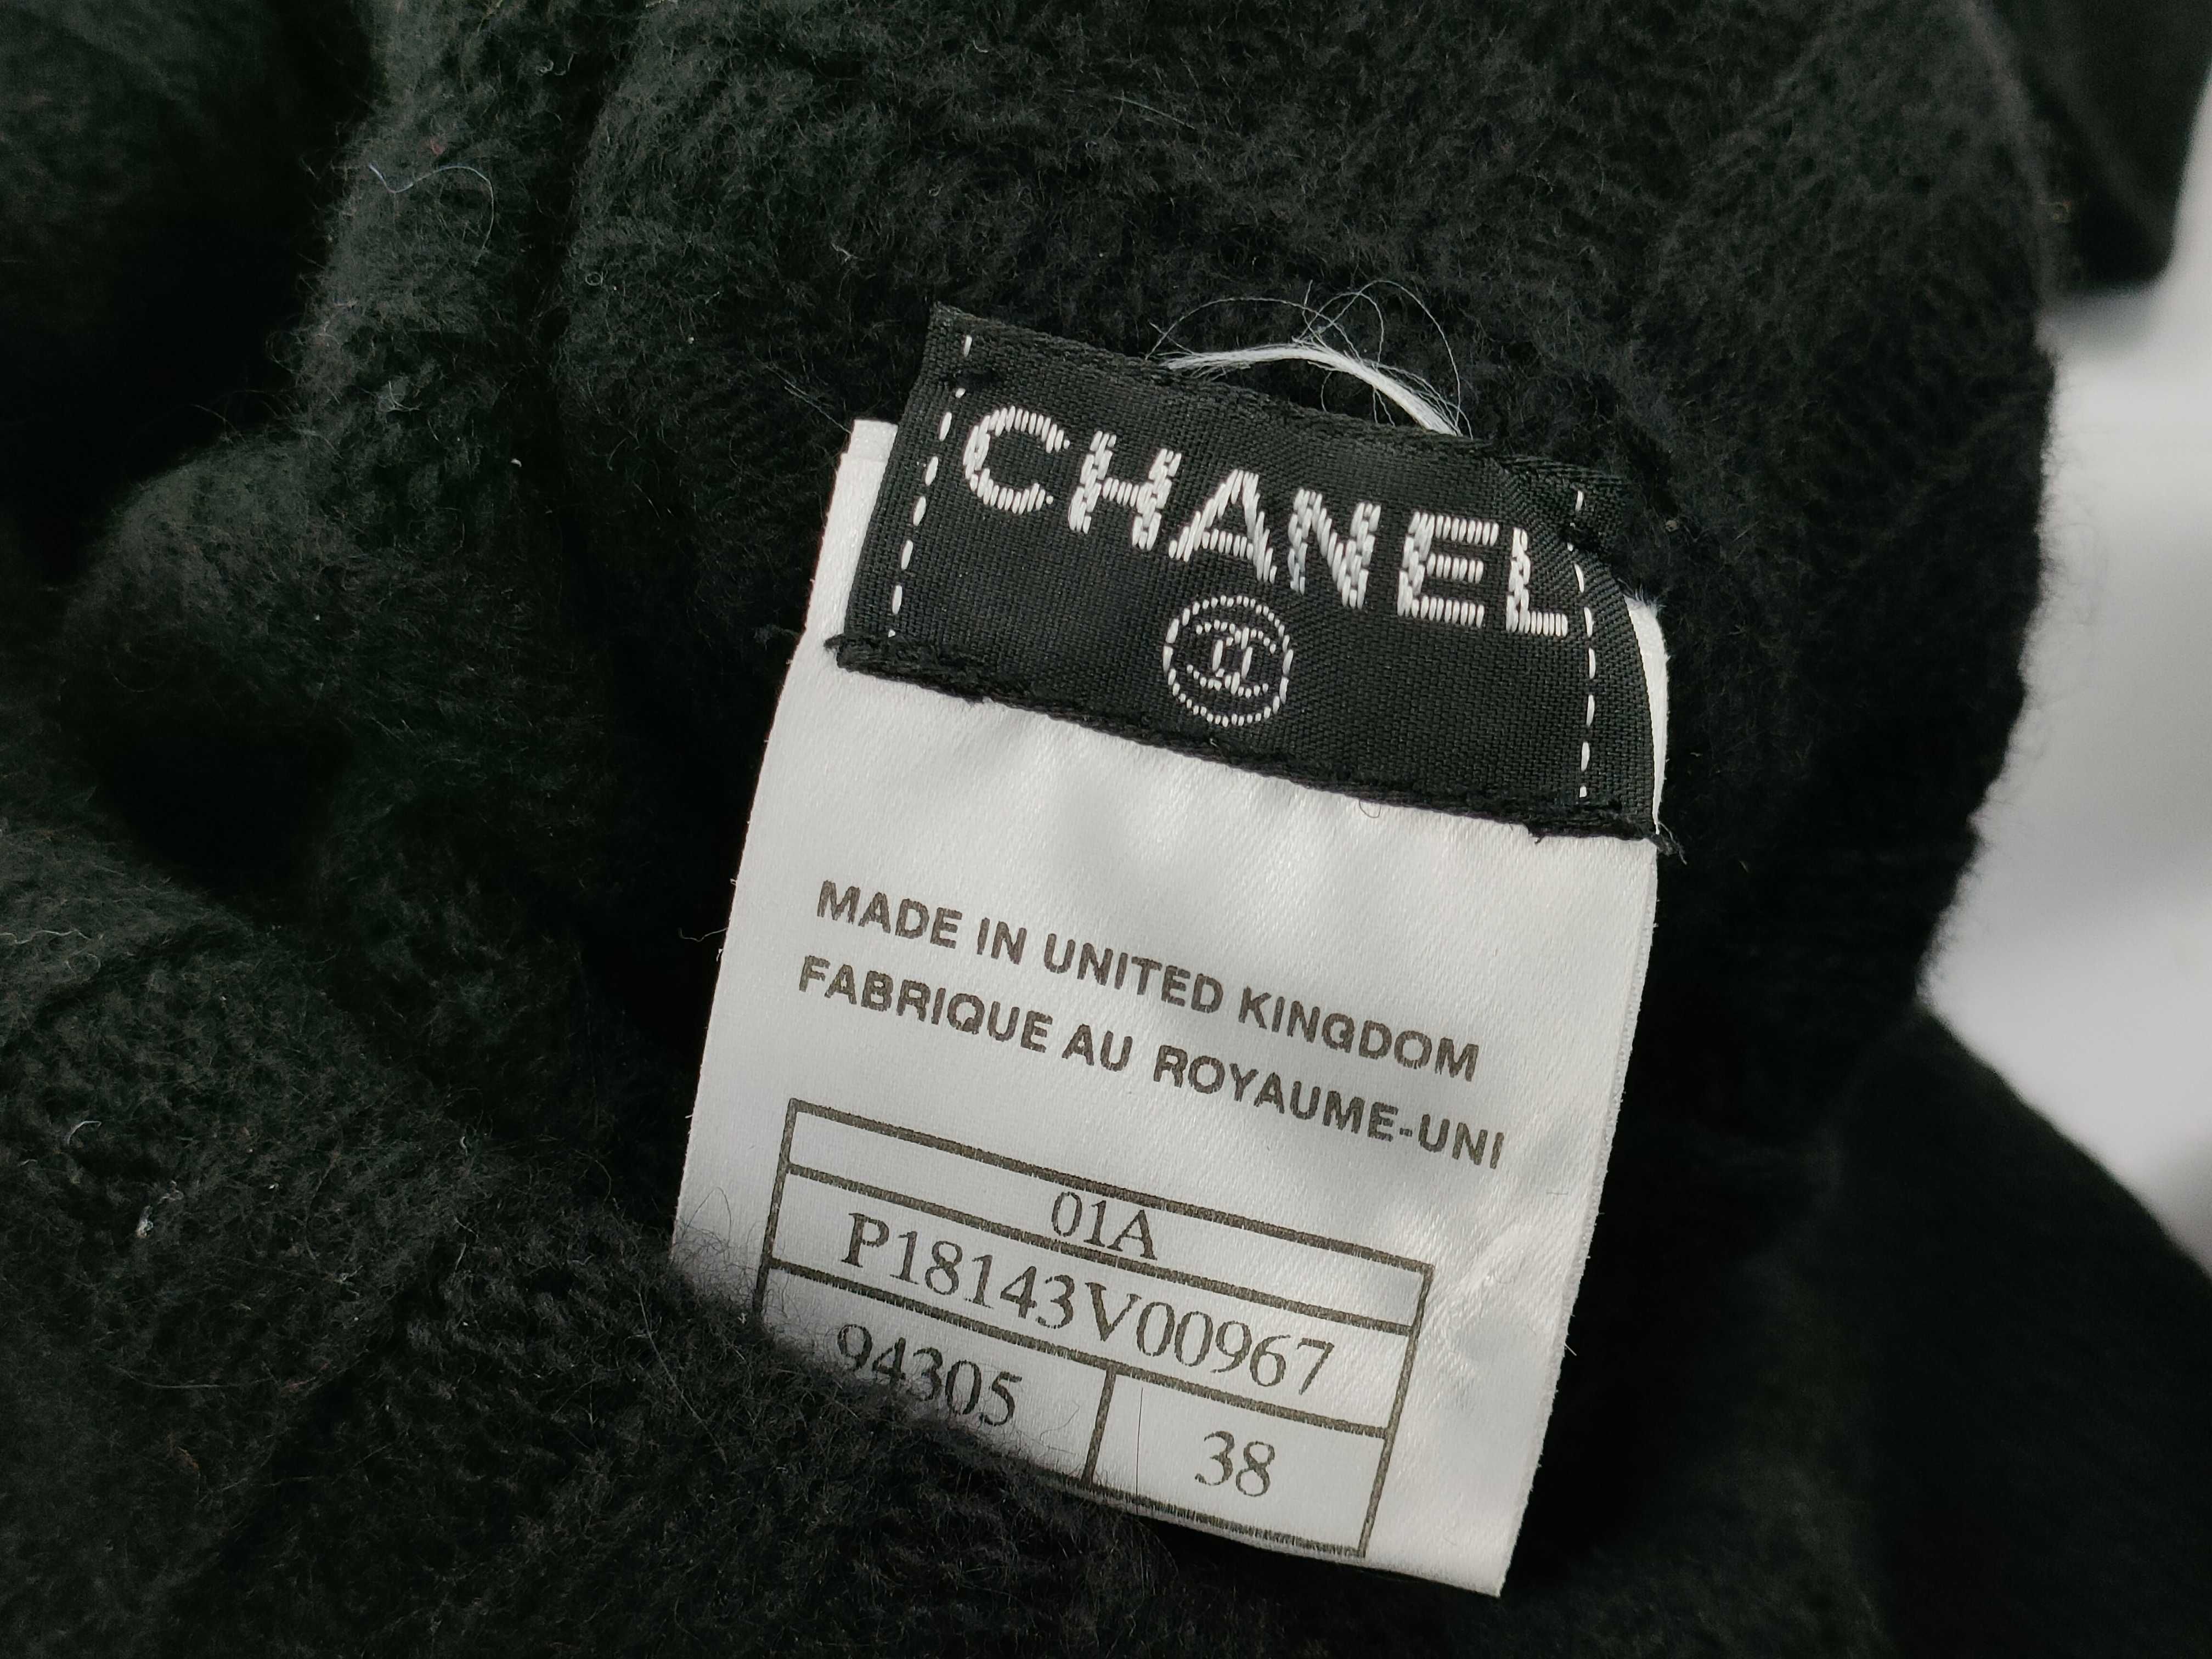 CHANEL
MADE IN UNITED KINGDOM
FABRIQUE AU ROYAUME-UNI
01A
P18143V00967
94305
38